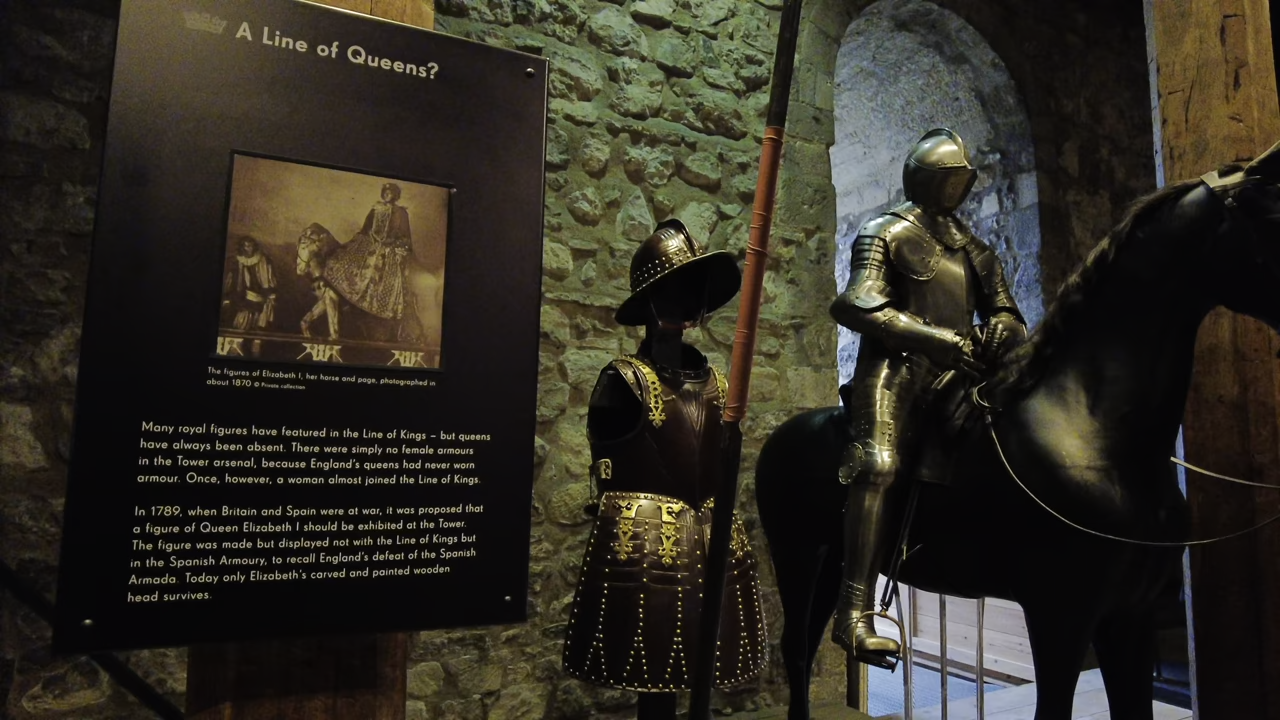 A Line of Queens?
The figures of Elizabeth I, her horse and page, photographed in
about 1870 © Private collection
Many royal figures have featured in the Line of Kings – but queens
have always been absent. There were simply no female armours
in the Tower arsenal, because England's queens had never worn
armour. Once, however, a woman almost joined the Line of Kings.
In 1789, when Britain and Spain were at war, it was proposed that
a figure of Queen Elizabeth I should be exhibited at the Tower.
The figure was made but displayed not with the Line of Kings but
in the Spanish Armoury, to recall England's defeat of the Spanish
Armada. Today only Elizabeth's carved and painted wooden
head survives.